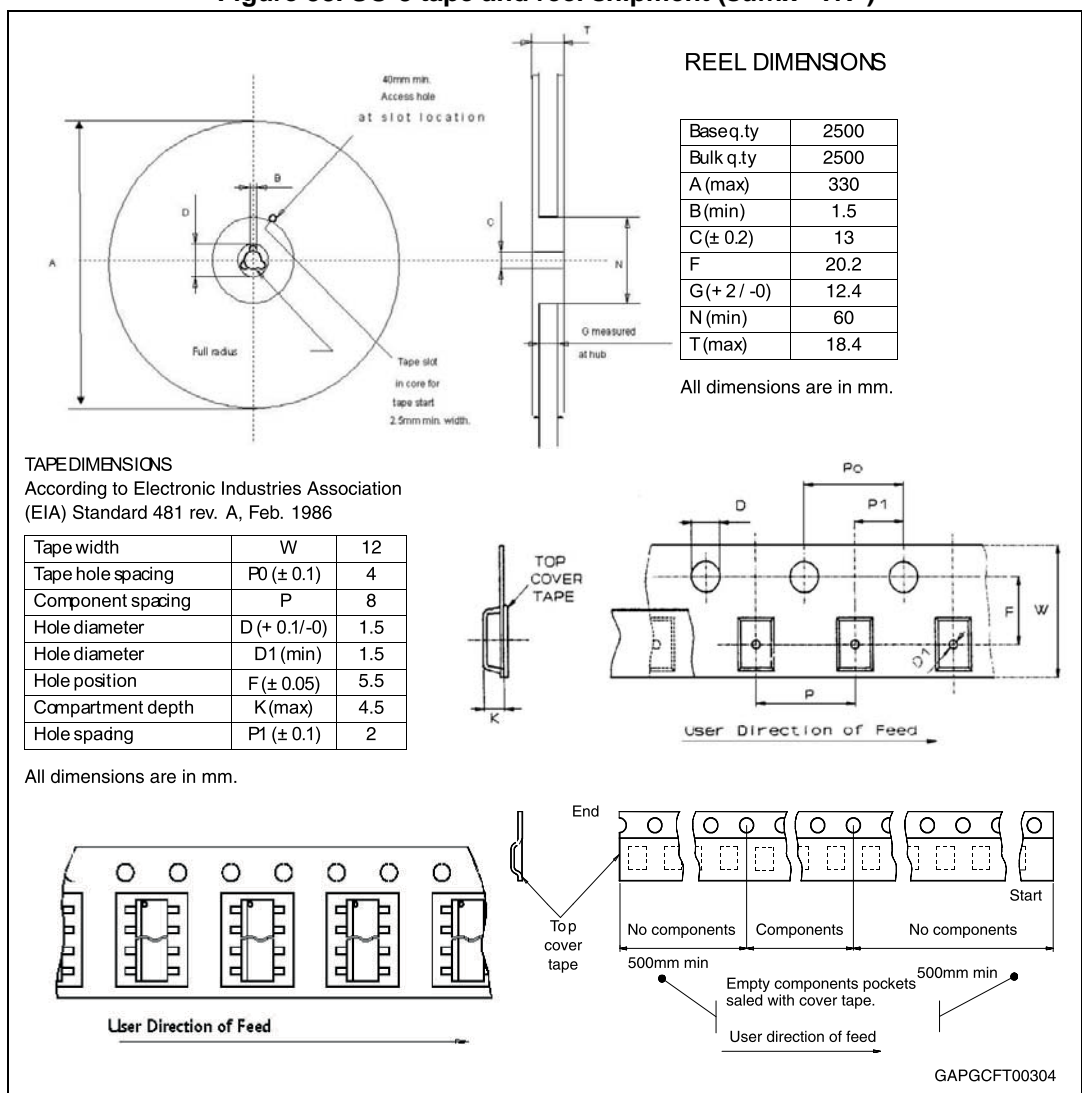 T
REEL DIMENSIONS
40mm min.
Access hole
at slot location
Base q.ty 2500
Bulk q.ty 2500
A (max) 330
B (min) 1.5
C (± 0.2) 13
F 20.2
G (+ 2 / -0) 12.4
N (min) 60
T (max) 18.4
All dimensions are in mm.
B
D
C
A
N
G measured
at hub
Full radius
Tape slot
in core for
tape start
2.5mm min. width.
TAPE DIMENSIONS
According to Electronic Industries Association
(EIA) Standard 481 rev. A, Feb. 1986
Tape width W 12
Tape hole spacing P0 (± 0.1) 4
Component spacing P 8
Hole diameter D (+ 0.1/-0) 1.5
Hole diameter D1 (min) 1.5
Hole position F (± 0.05) 5.5
Compartment depth K (max) 4.5
Hole spacing P1 (± 0.1) 2
All dimensions are in mm.
Po
D
P1
TOP
COVER
TAPE
F
W
D1
P
K
User Direction of Feed
User Direction of Feed
End
Start
Top
cover
tape
No components
Components
No components
500mm min
500mm min
Empty components pockets
saled with cover tape.
User direction of feed
GAPGCFT00304